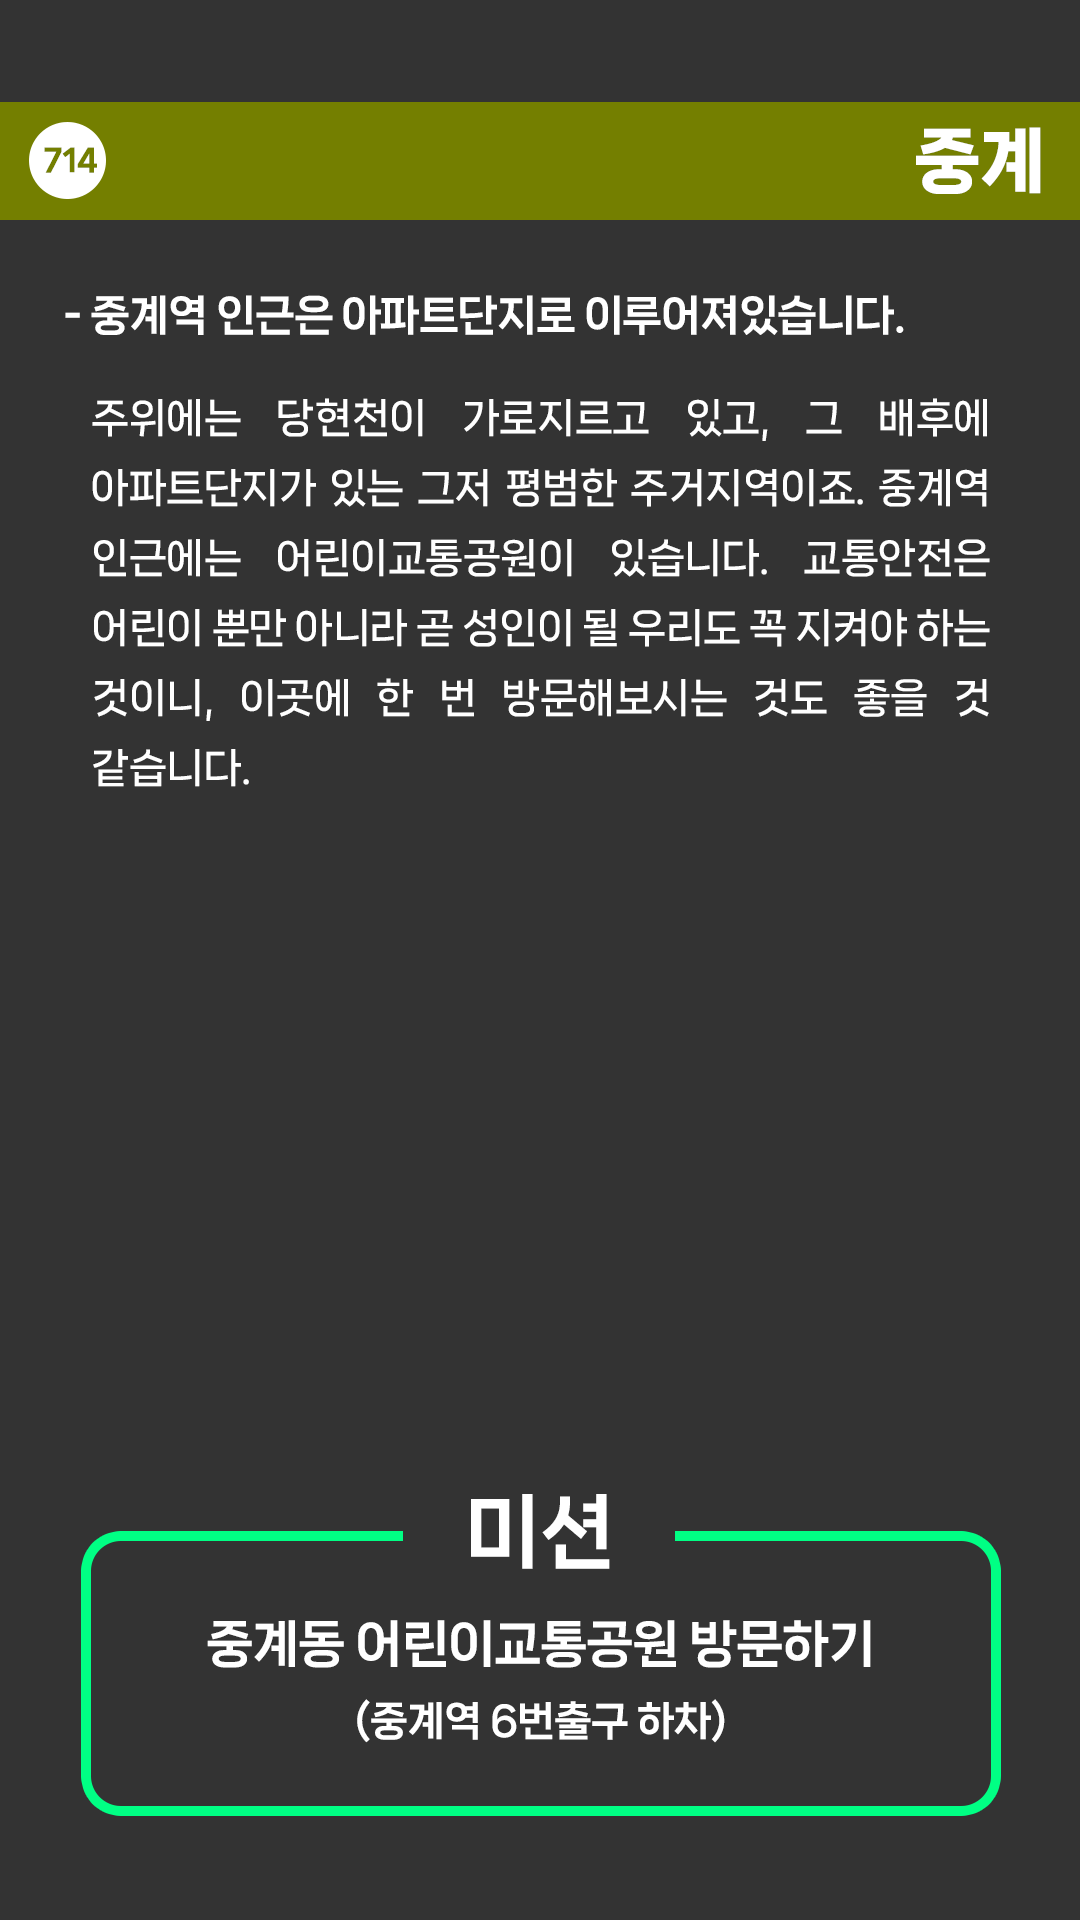 714
중계
- 중계역 인근은 아파트단지로 이루어져있습니다.
주위에는 당현천이 가로지르고 있고, 그 배후에
아파트단지가 있는 그저 평범한 주거지역이죠. 중계역
인근에는 어린이교통공원이 있습니다. 교통안전은
어린이 뿐만 아니라 곧 성인이 될 우리도 꼭 지켜야 하는
것이니, 이곳에 한 번 방문해보시는 것도 좋을 것
같습니다.
미션
중계동 어린이교통공원 방문하기
(중계역 6번출구 하차)